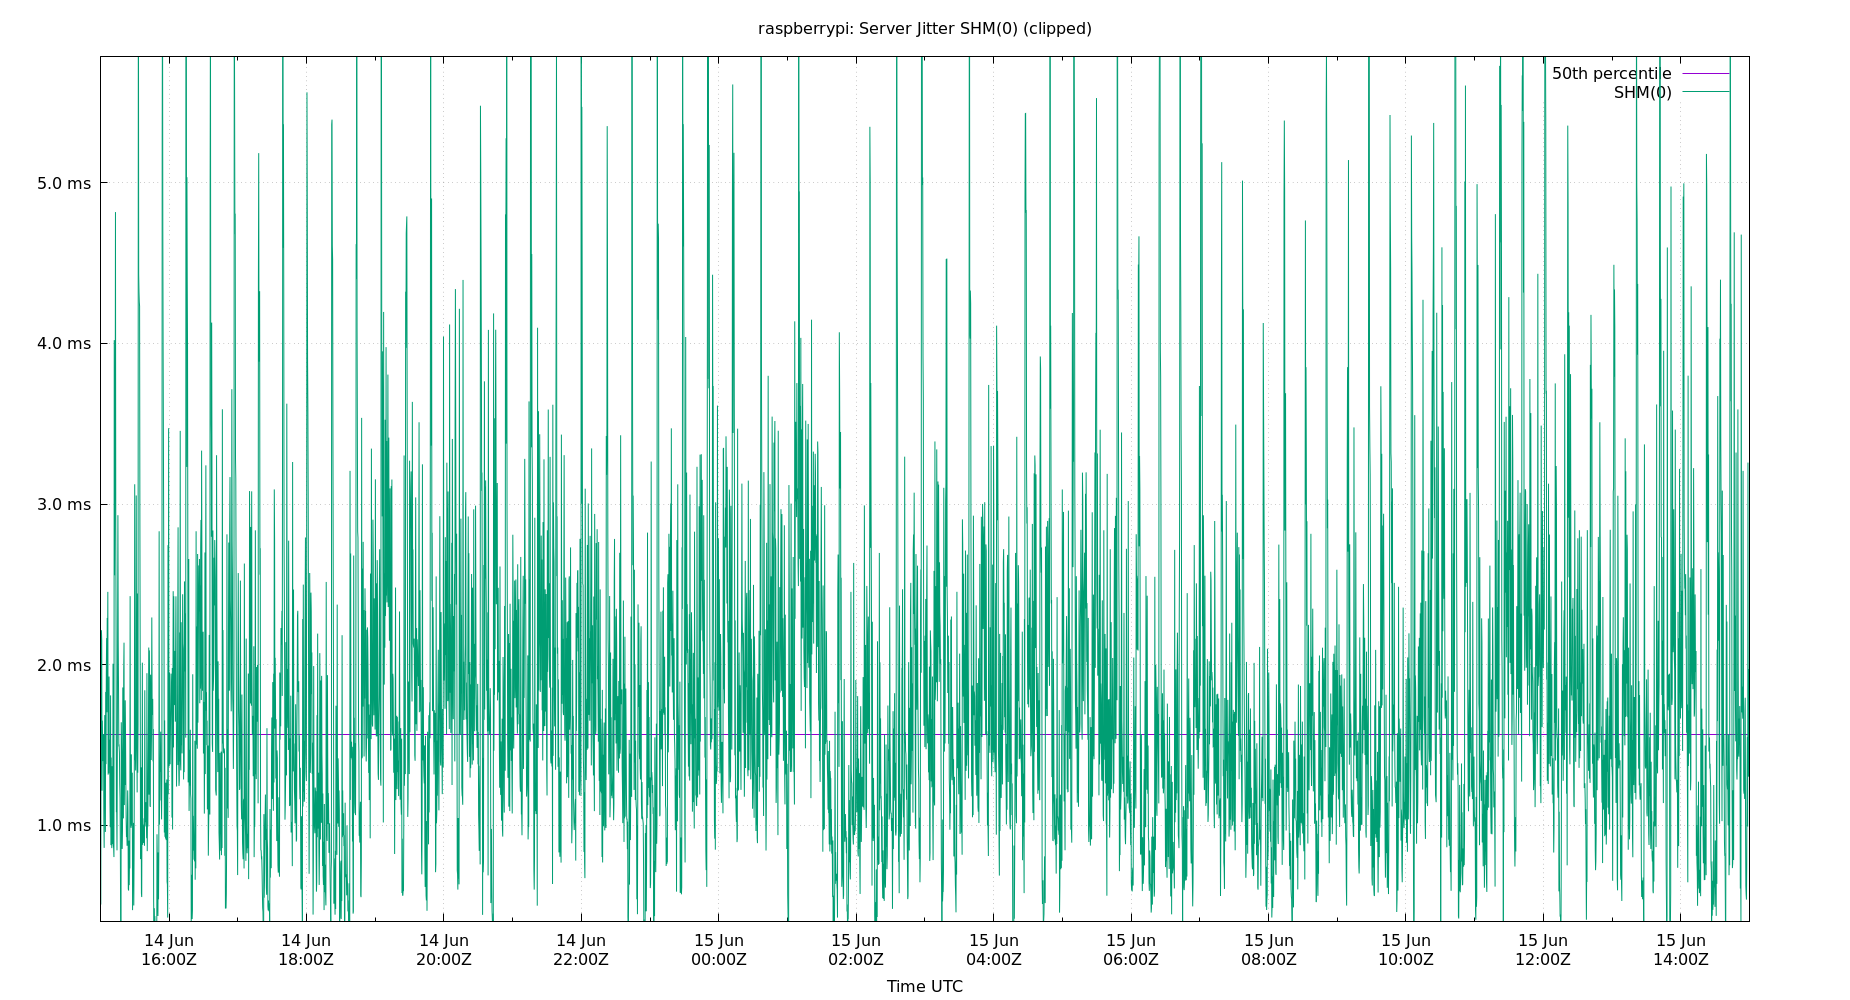 raspberrypi: Server Jitter SHM(0) (clipped)
50th percentile
SHM(0)
5.0 ms
4.0 ms
3.0 ms
2.0 ms
1.0 ms
14 Jun 14 Jun 14 Jun 14 Jun 15 Jun 15 Jun 15 Jun 15 Jun 15 Jun 15 Jun 15 Jun 15 Jun
16:00Z 18:00Z 20:00Z 22:00Z 00:00Z 02:00Z 04:00Z 06:00Z 08:00Z 10:00Z 12:00Z 14:00Z
Time UTC